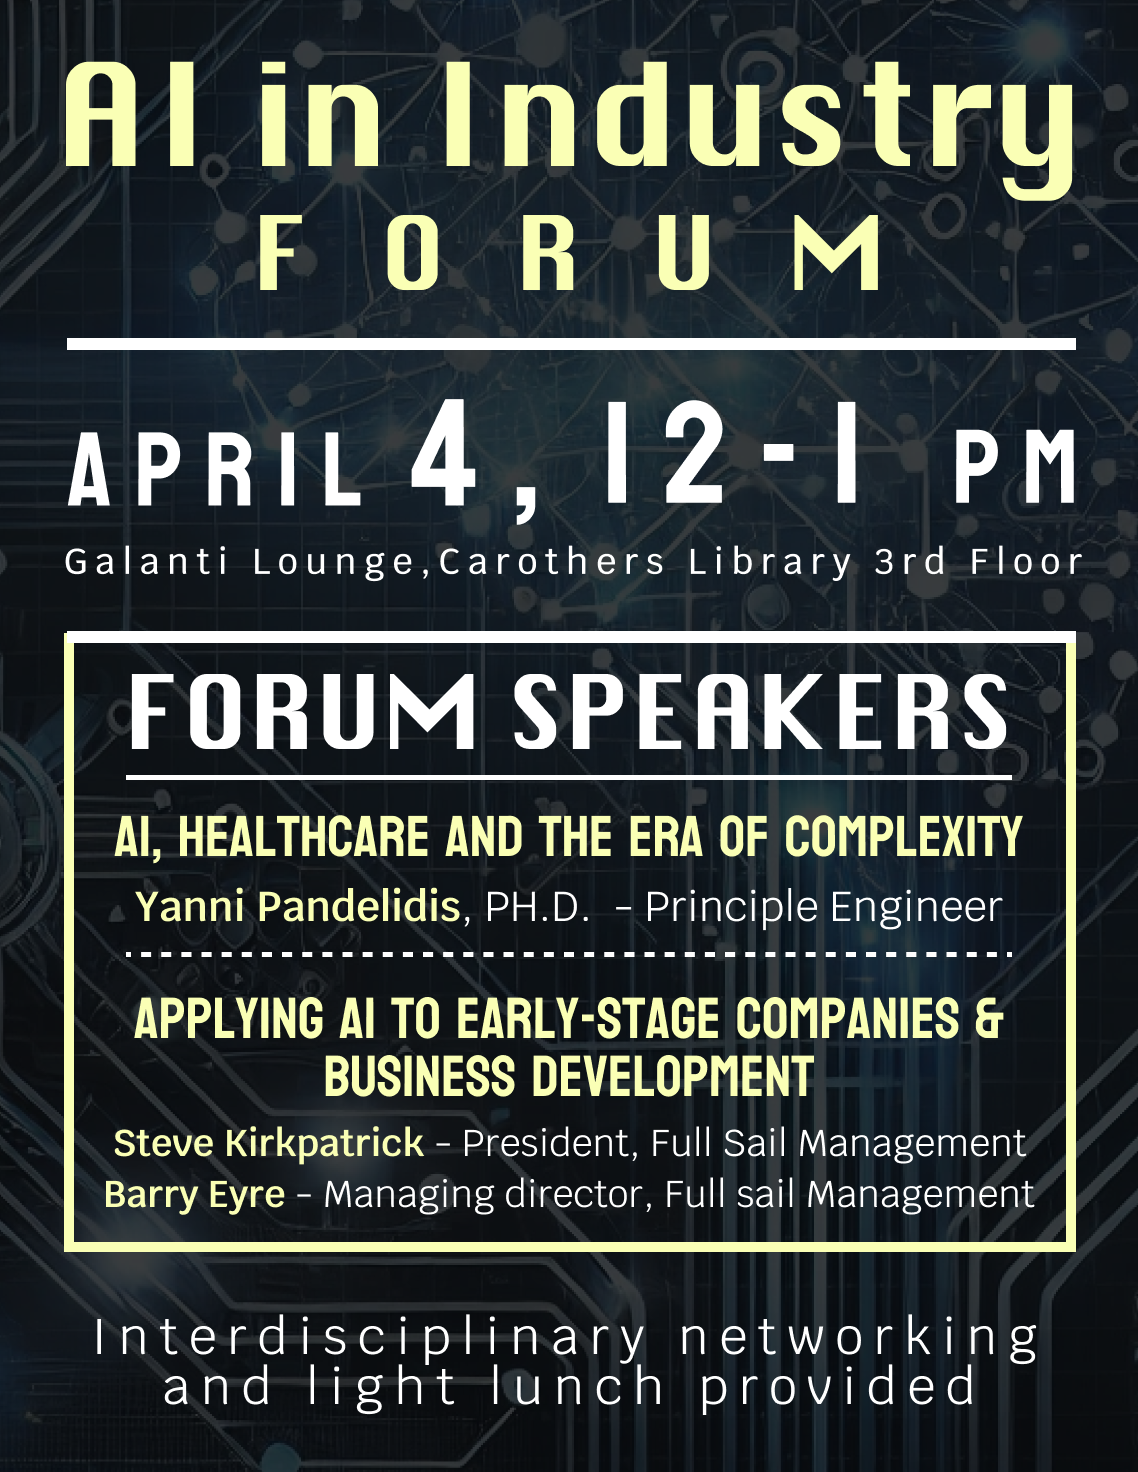 AI in Industry
FORUM
APRIL 4, 12-1 PM
Galanti Lounge,Carothers Library 3rd Floor
FORUM SPEAKERS
AI, HEALTHCARE AND THE ERA OF COMPLEXITY
Yanni Pandelidis, PH.D. - Principle Engineer
APPLYING AI TO EARLY-STAGE COMPANIES &
BUSINESS DEVELOPMENT
Steve Kirkpatrick - President, Full Sail Management
Barry Eyre - Managing director, Full sail Management
Interdisciplinary networking
and light lunch provided